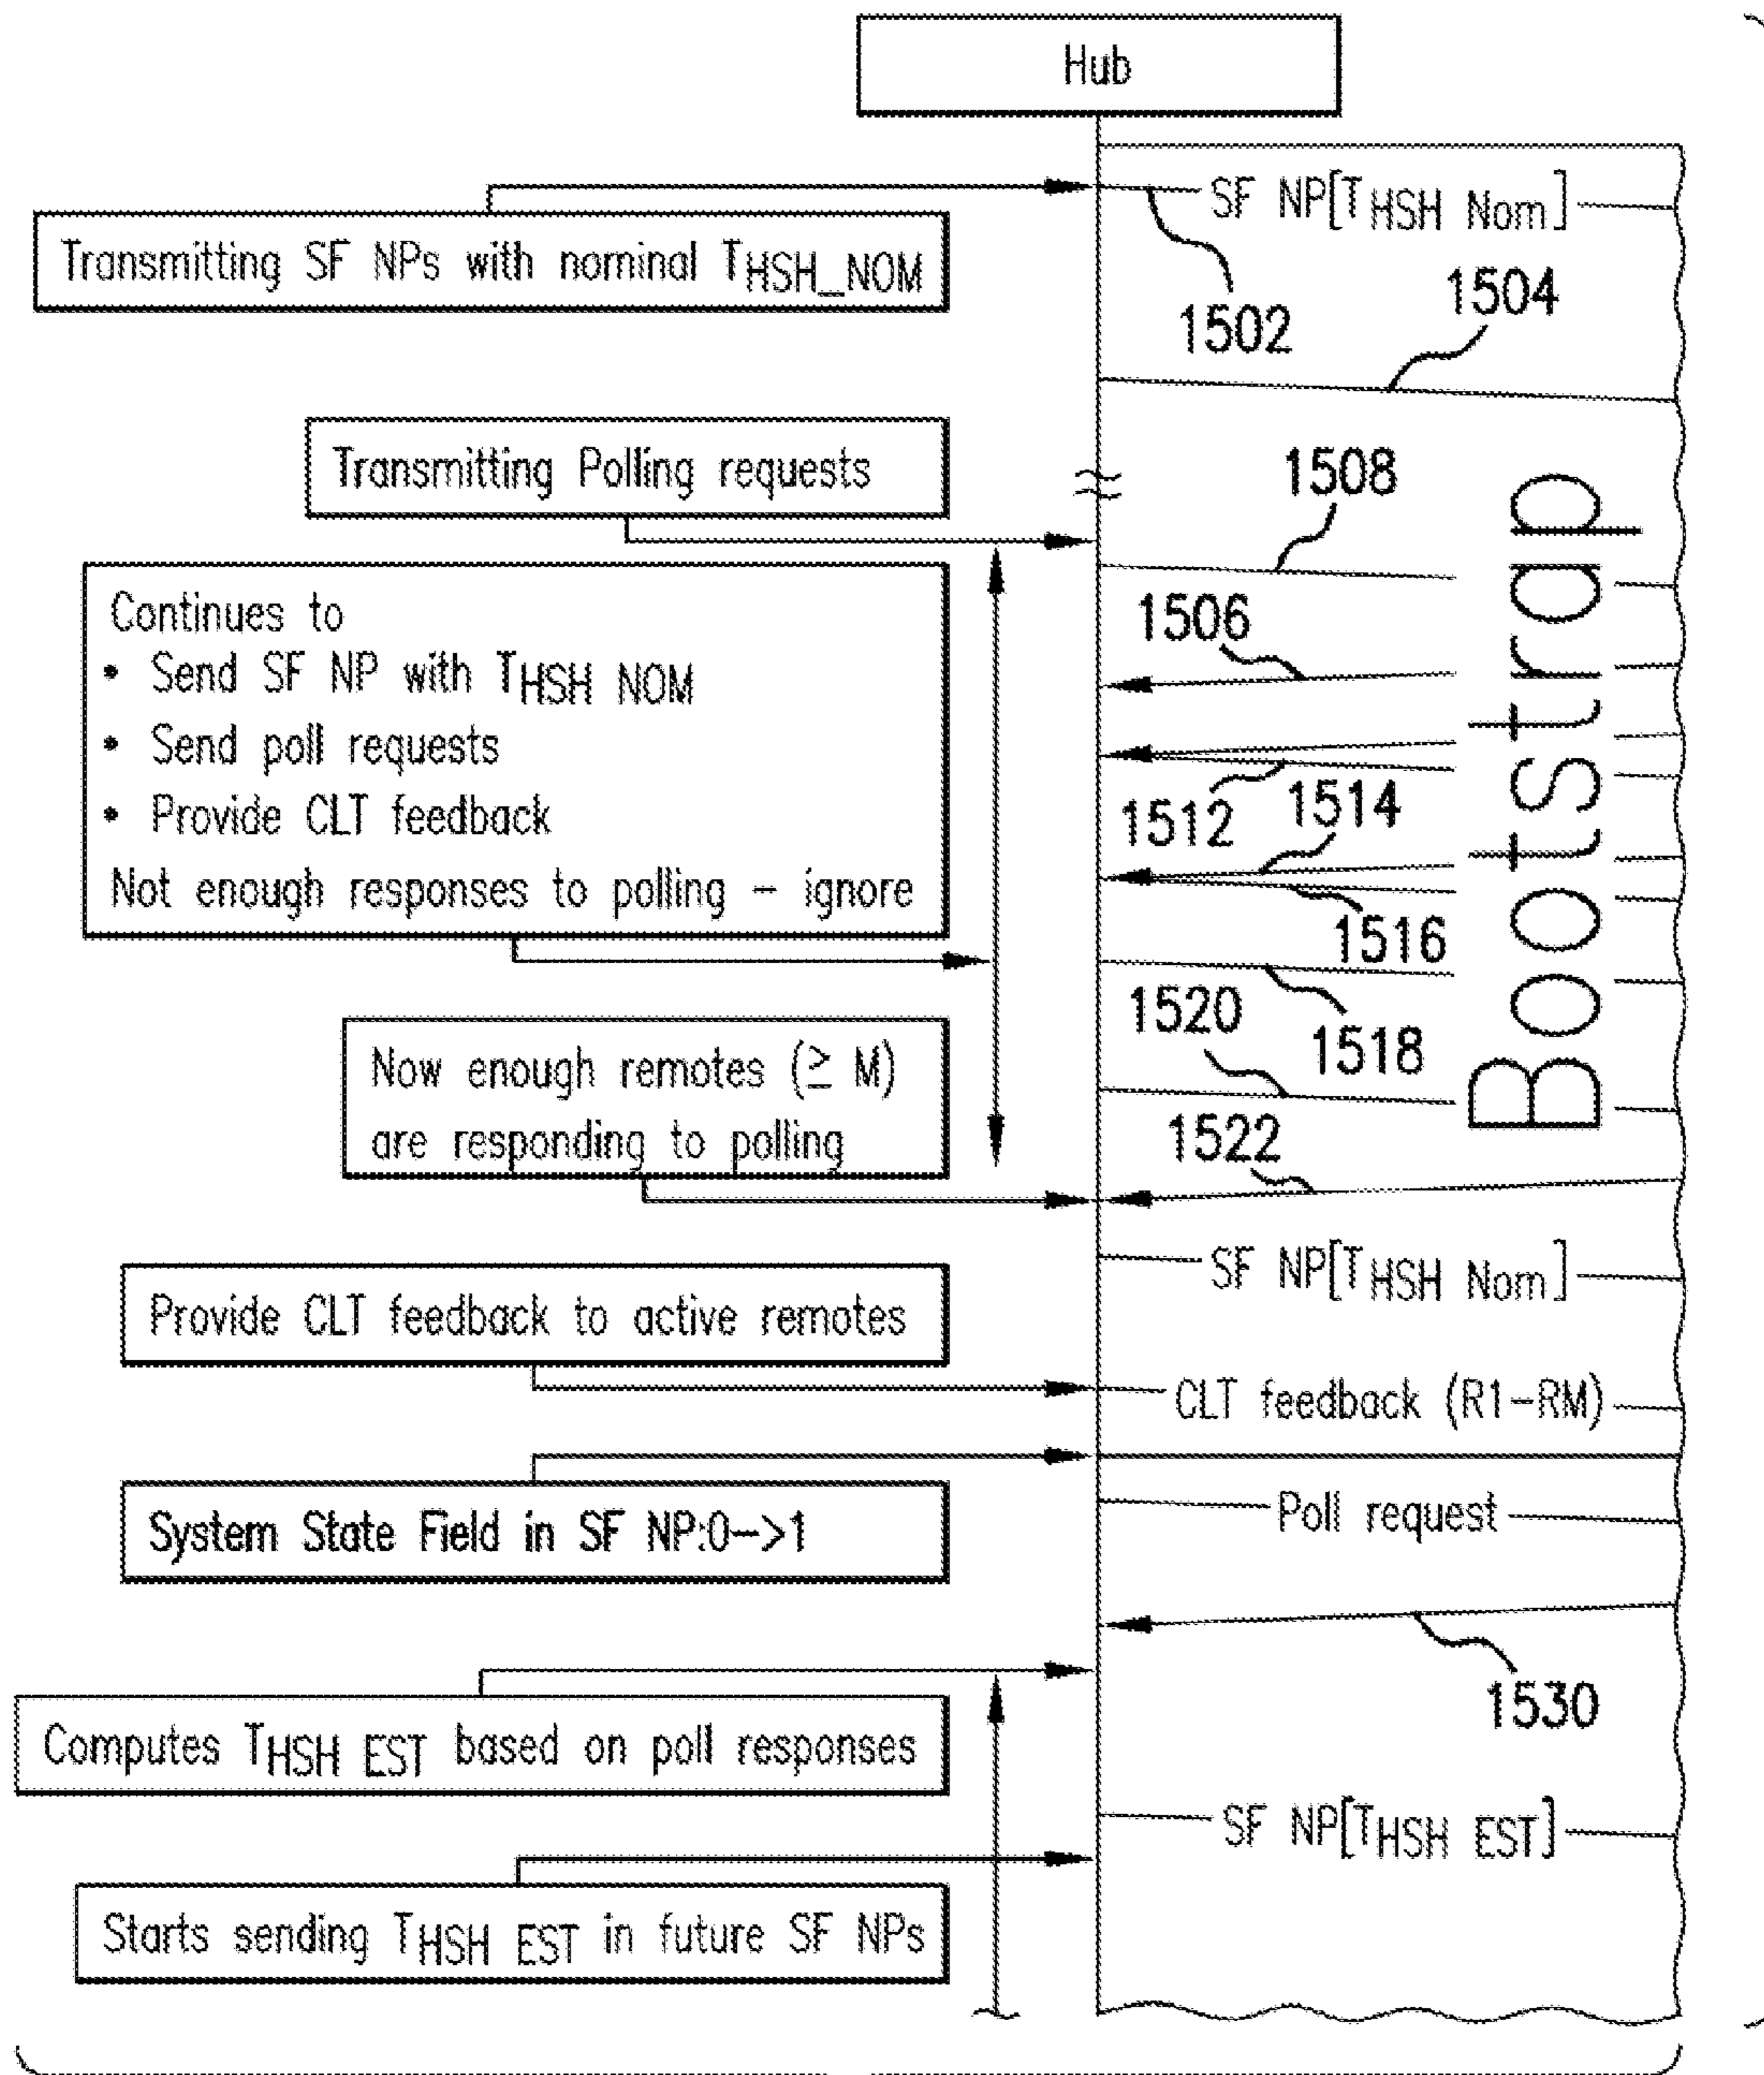 Hub
SF NP[THSH Nom]
Transmitting SF NPs with nominal THSH_NOM
1502
1504
Transmitting Polling requests
1508
Continues to
• Send SF NP with THSH NOM
• Send poll requests
• Provide CLT feedback
Not enough responses to polling – ignore
1506
1512
1514
1516
1518
1520
Bootstrap
Now enough remotes (≥ M)
are responding to polling
1522
SF NP[THSH Nom]
Provide CLT feedback to active remotes
CLT feedback (R1–RM)
System State Field in SF NP:0–>1
Poll request
1530
Computes THSH EST based on poll responses
SF NP[THSH EST]
Starts sending THSH EST in future SF NPs